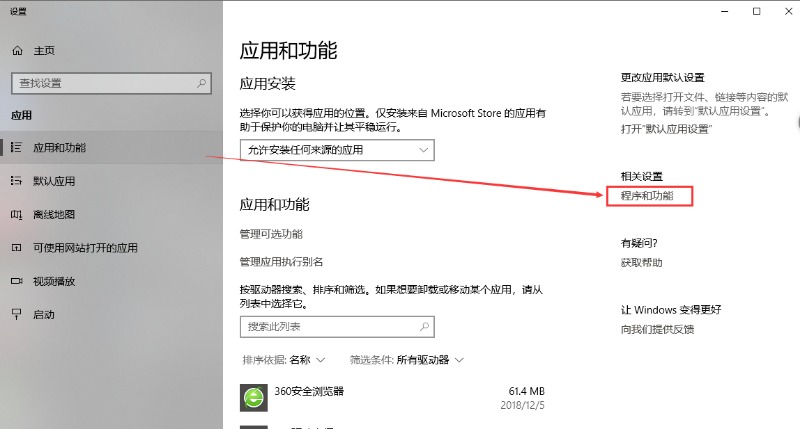 设置
主页
查找设置
应用
应用和功能
默认应用
离线地图
可使用网站打开的应用
视频播放
启动
应用和功能
应用安装
选择你可以获得应用的位置。仅安装来自 Microsoft Store 的应用有
助于保护你的电脑并让其平稳运行。
允许安装任何来源的应用
应用和功能
管理可选功能
管理应用执行别名
按驱动器搜索、排序和筛选。如果想要卸载或移动某个应用，请从
列表中选择它。
搜索此列表
排序依据: 名称 筛选条件: 所有驱动器
360安全浏览器 61.4 MB
2018/12/5
更改应用默认设置
若要选择打开文件、链接等内容的默
认应用，请转到"默认应用设置"。
打开"默认应用设置"
相关设置
程序和功能
有疑问?
获取帮助
让 Windows 变得更好
向我们提供反馈